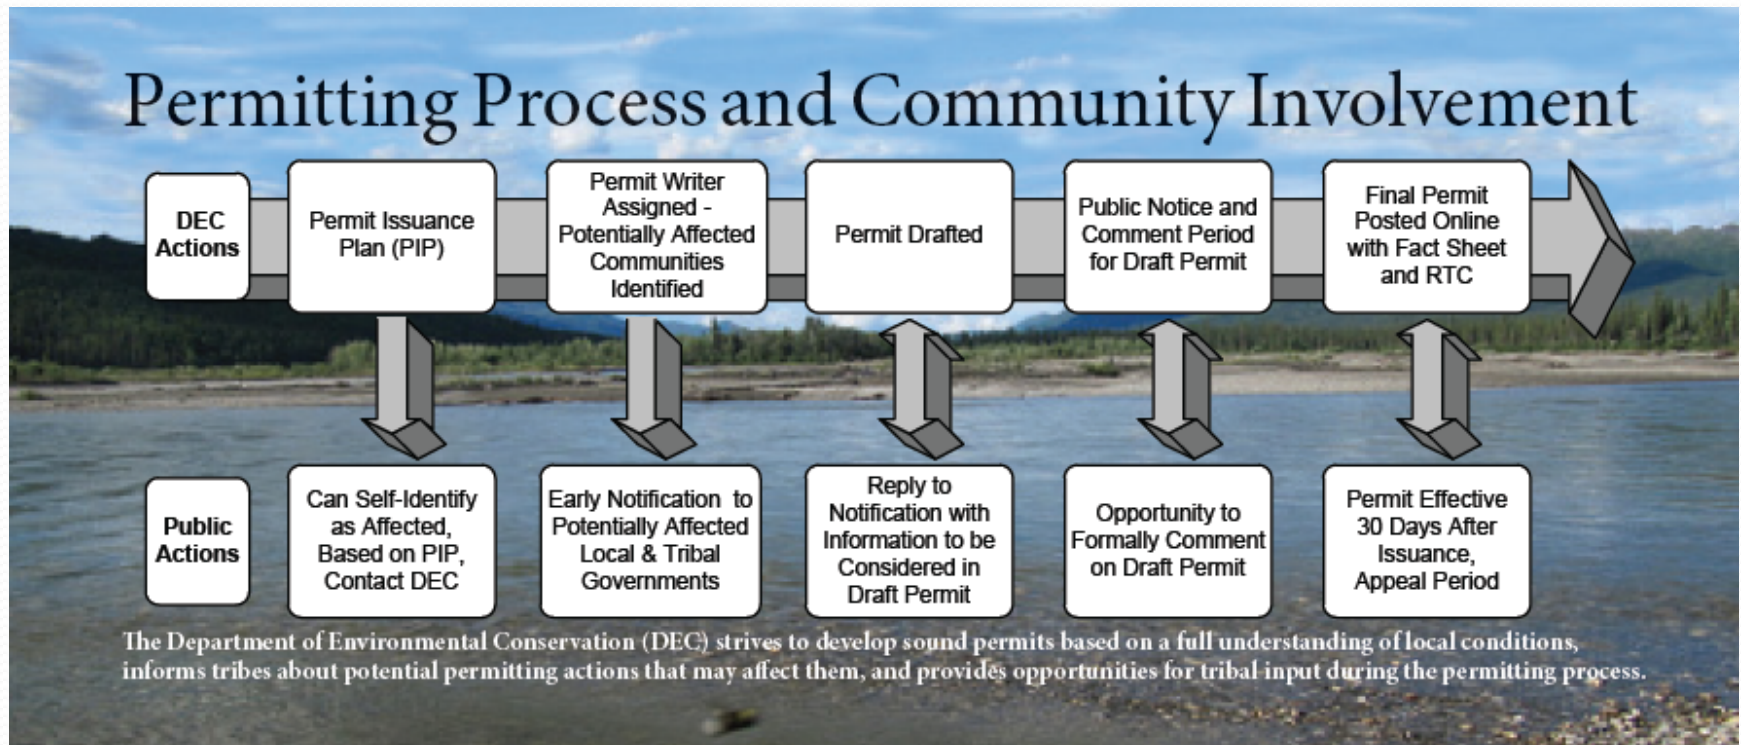 Permitting Process and Community Involvement
DEC
Actions
Permit Issuance
Plan (PIP)
Permit Writer
Assigned -
Potentially Affected
Communities
Identified
Permit Drafted
Public Notice and
Comment Period
for Draft Permit
Final Permit
Posted Online
with Fact Sheet
and RTC
Public
Actions
Can Self-Identify
as Affected,
Based on PIP,
Contact DEC
Early Notification to
Potentially Affected
Local & Tribal
Governments
Reply to
Notification with
Information to be
Considered in
Draft Permit
Opportunity to
Formally Comment
on Draft Permit
Permit Effective
30 Days After
Issuance,
Appeal Period
The Department of Environmental Conservation (DEC) strives to develop sound permits based on a full understanding of local conditions,
informs tribes about potential permitting actions that may affect them, and provides opportunities for tribal input during the permitting process.